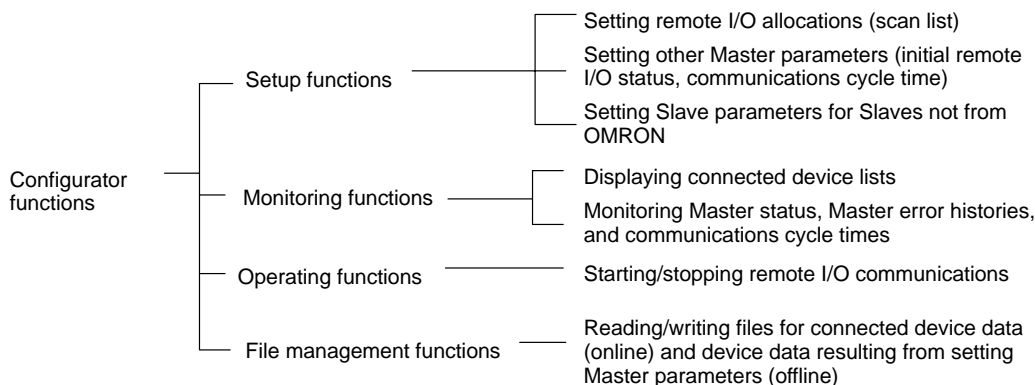 Configurator
functions
Setup functions
Setting remote I/O allocations (scan list)
Setting other Master parameters (initial remote
I/O status, communications cycle time)
Setting Slave parameters for Slaves not from
OMRON
Monitoring functions
Displaying connected device lists
Monitoring Master status, Master error histories,
and communications cycle times
Operating functions
Starting/stopping remote I/O communications
File management functions
Reading/writing files for connected device data
(online) and device data resulting from setting
Master parameters (offline)